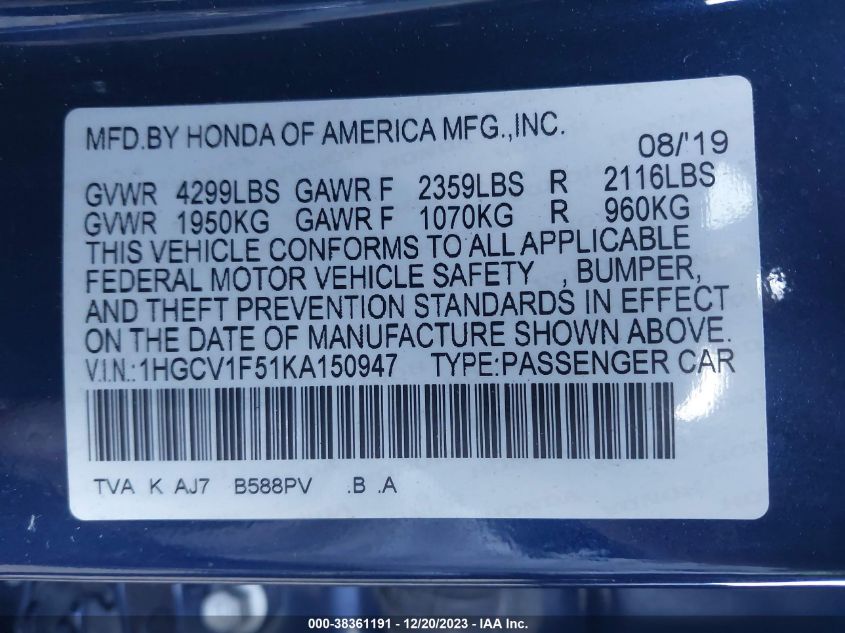 MFD.BY HONDA OF AMERICA MFG.,INC.
08/'19
GVWR 4299LBS GAWR F 2359LBS R 2116LBS
GVWR 1950KG GAWR F 1070KG R 960KG
THIS VEHICLE CONFORMS TO ALL APPLICABLE
FEDERAL MOTOR VEHICLE SAFETY , BUMPER,
AND THEFT PREVENTION STANDARDS IN EFFECT
ON THE DATE OF MANUFACTURE SHOWN ABOVE.
V.I.N.:1HGCV1F51KA150947 TYPE:PASSENGER CAR
TVA K AJ7 B588PV .B .A
000-38361191 - 12/20/2023 - IAA Inc.